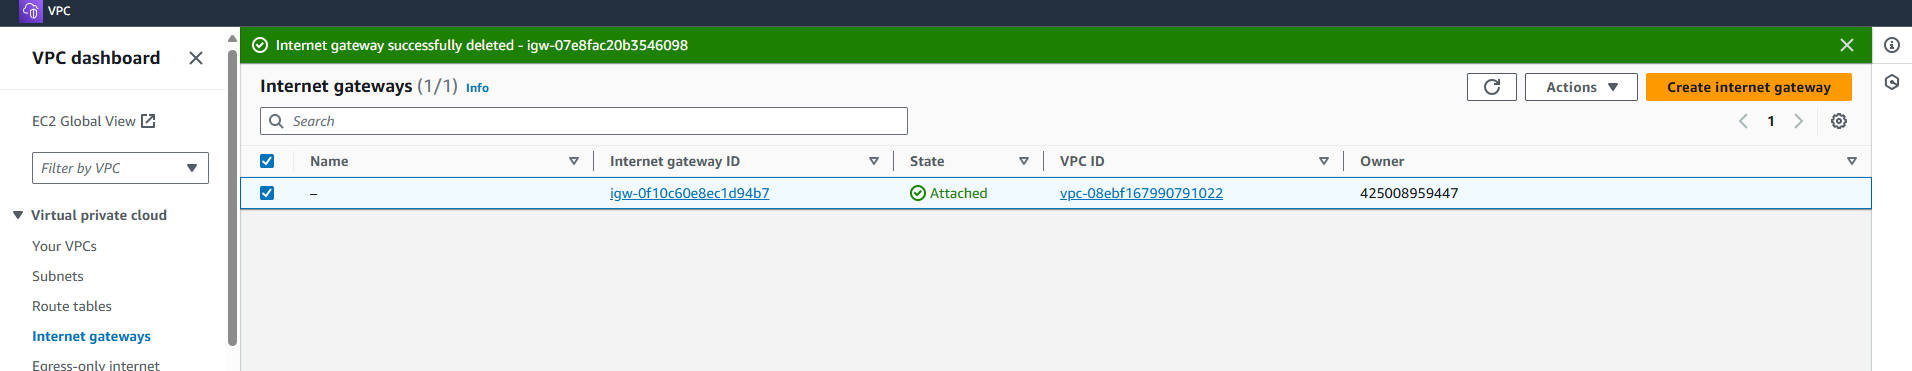 VPC
VPC dashboard
EC2 Global View
Filter by VPC
Virtual private cloud
Your VPCs
Subnets
Route tables
Internet gateways
Egress-only internet
Internet gateway successfully deleted - igw-07e8fac20b3546098
Internet gateways (1/1) Info
Actions
Create internet gateway
Search
1
Name Internet gateway ID State VPC ID Owner
– igw-0f10c60e8ec1d94b7 Attached vpc-08ebf167990791022 425008959447